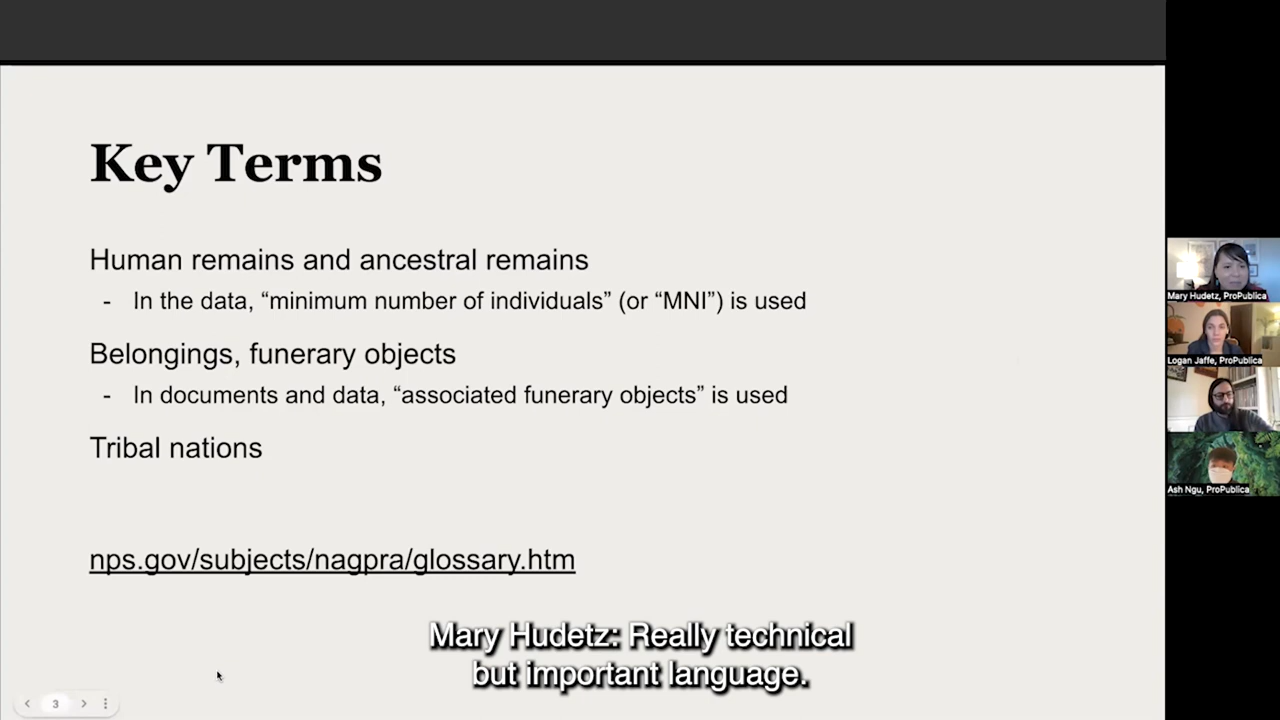 Key Terms
Human remains and ancestral remains
- In the data, “minimum number of individuals” (or “MNI”) is used
Belongings, funerary objects
- In documents and data, “associated funerary objects” is used
Tribal nations
nps.gov/subjects/nagpra/glossary.htm
Mary Hudetz: Really technical
but important language.
3
Mary Hudetz, ProPublica
Logan Jaffe, ProPublica
Ash Ngu, ProPublica